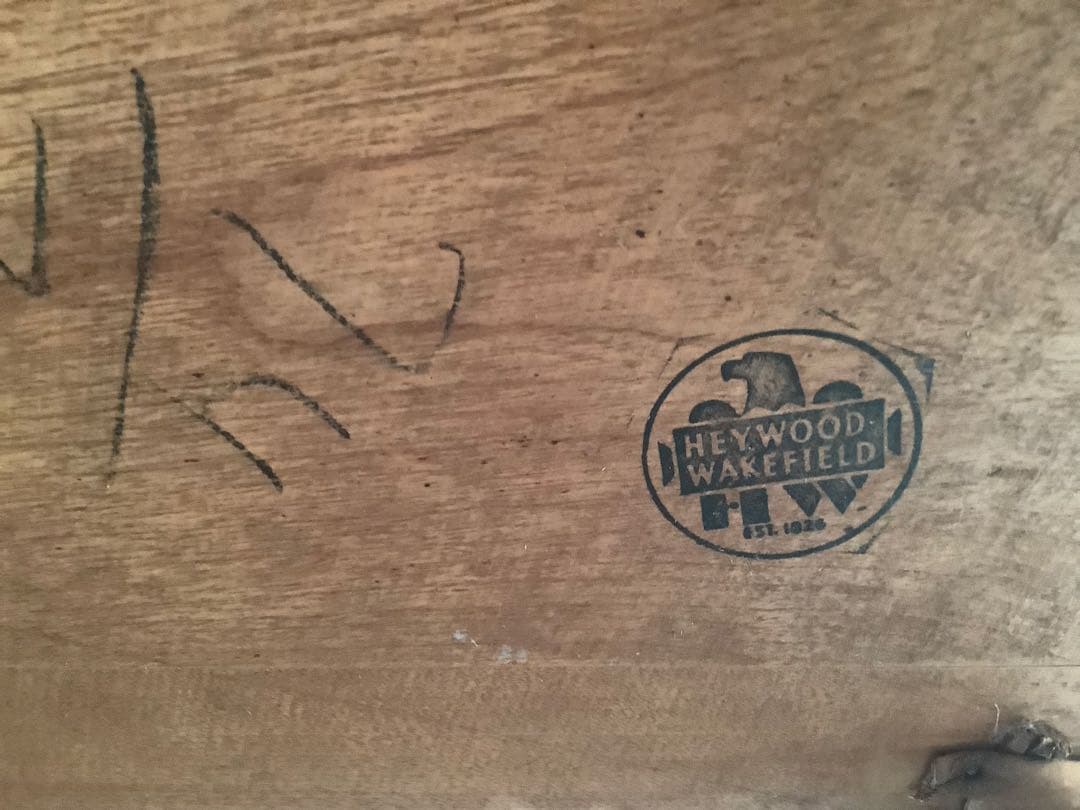 HEYWOOD-
WAKEFIELD
HW
EST. 1826